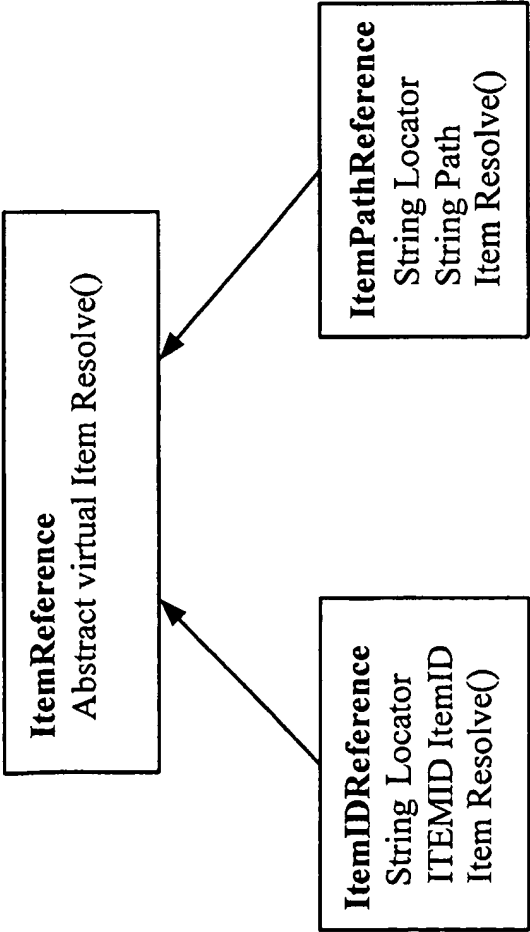 ItemReference
Abstract virtual Item Resolve()
ItemIDReference
String Locator
ITEMID ItemID
Item Resolve()
ItemPathReference
String Locator
String Path
Item Resolve()